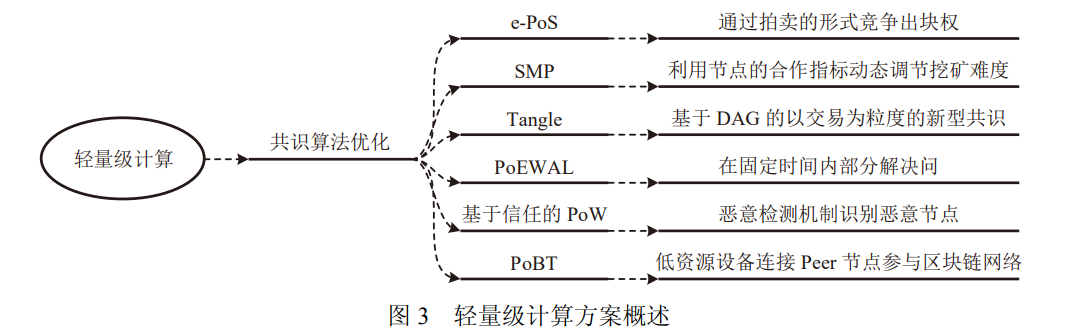 轻量级计算
共识算法优化
e-PoS
通过拍卖的形式竞争出块权
SMP
利用节点的合作指标动态调节挖矿难度
Tangle
基于 DAG 的以交易为粒度的新型共识
PoEWAL
在固定时间内部分解决问
基于信任的 PoW
恶意检测机制识别恶意节点
PoBT
低资源设备连接 Peer 节点参与区块链网络
图 3 轻量级计算方案概述